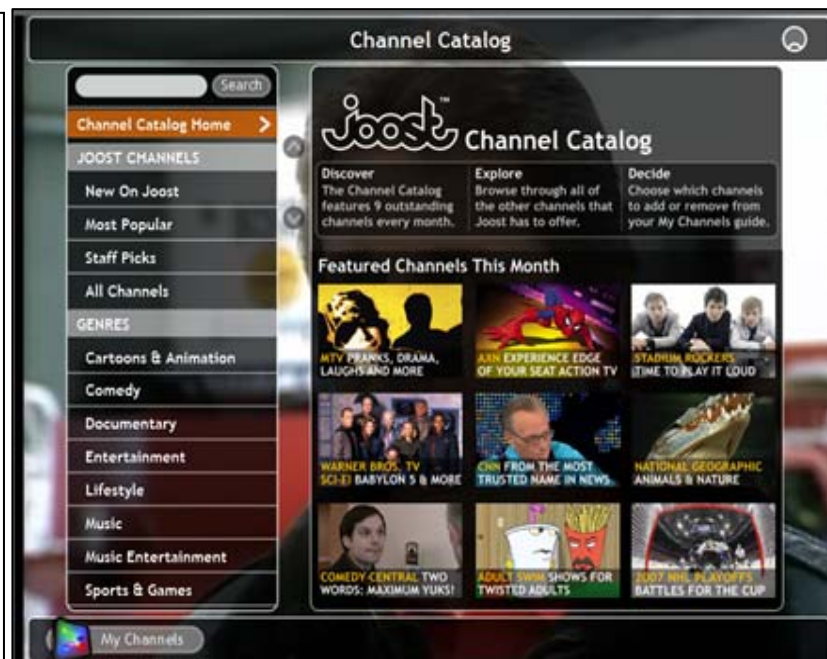 Channel Catalog
Search
Channel Catalog Home
JOOST CHANNELS
New On Joost
Most Popular
Staff Picks
All Channels
GENRES
Cartoons & Animation
Comedy
Documentary
Entertainment
Lifestyle
Music
Music Entertainment
Sports & Games
Joost™ Channel Catalog
Discover
The Channel Catalog
features 9 outstanding
channels every month.
Explore
Browse through all of
the other channels that
Joost has to offer.
Decide
Choose which channels
to add or remove from
your My Channels guide.
Featured Channels This Month
MTV PRANKS, DRAMA,
LAUGHS AND MORE
AXN EXPERIENCE EDGE
OF YOUR SEAT ACTION TV
STADIUM ROCKERS
TIME TO PLAY IT LOUD
WARNER BROS. TV
SCI-FI BABYLON 5 & MORE
CNN FROM THE MOST
TRUSTED NAME IN NEWS
NATIONAL GEOGRAPHIC
ANIMALS & NATURE
COMEDY CENTRAL TWO
WORDS: MAXIMUM YUKS!
ADULT SWIM SHOWS FOR
TWISTED ADULTS
2007 NHL PLAYOFFS
BATTLES FOR THE CUP
My Channels